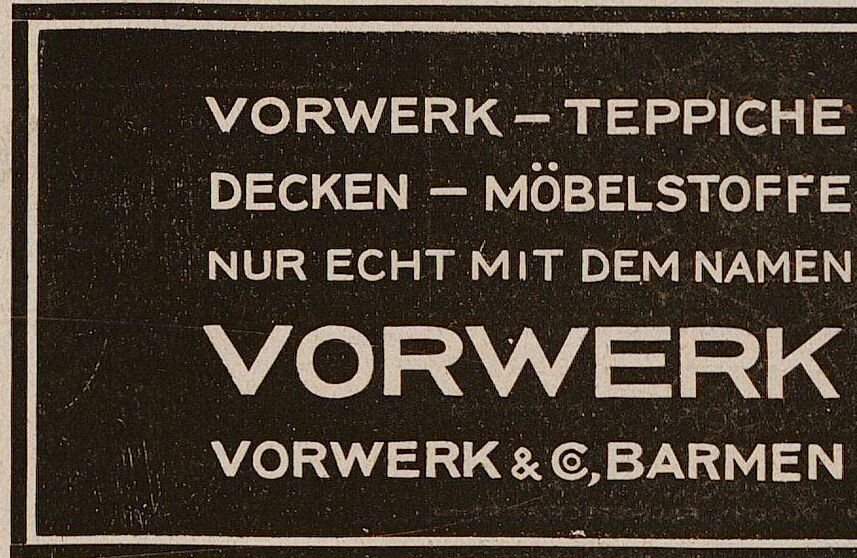 VORWERK – TEPPICHE
DECKEN – MÖBELSTOFFE
NUR ECHT MIT DEM NAMEN
VORWERK
VORWERK & Co, BARMEN